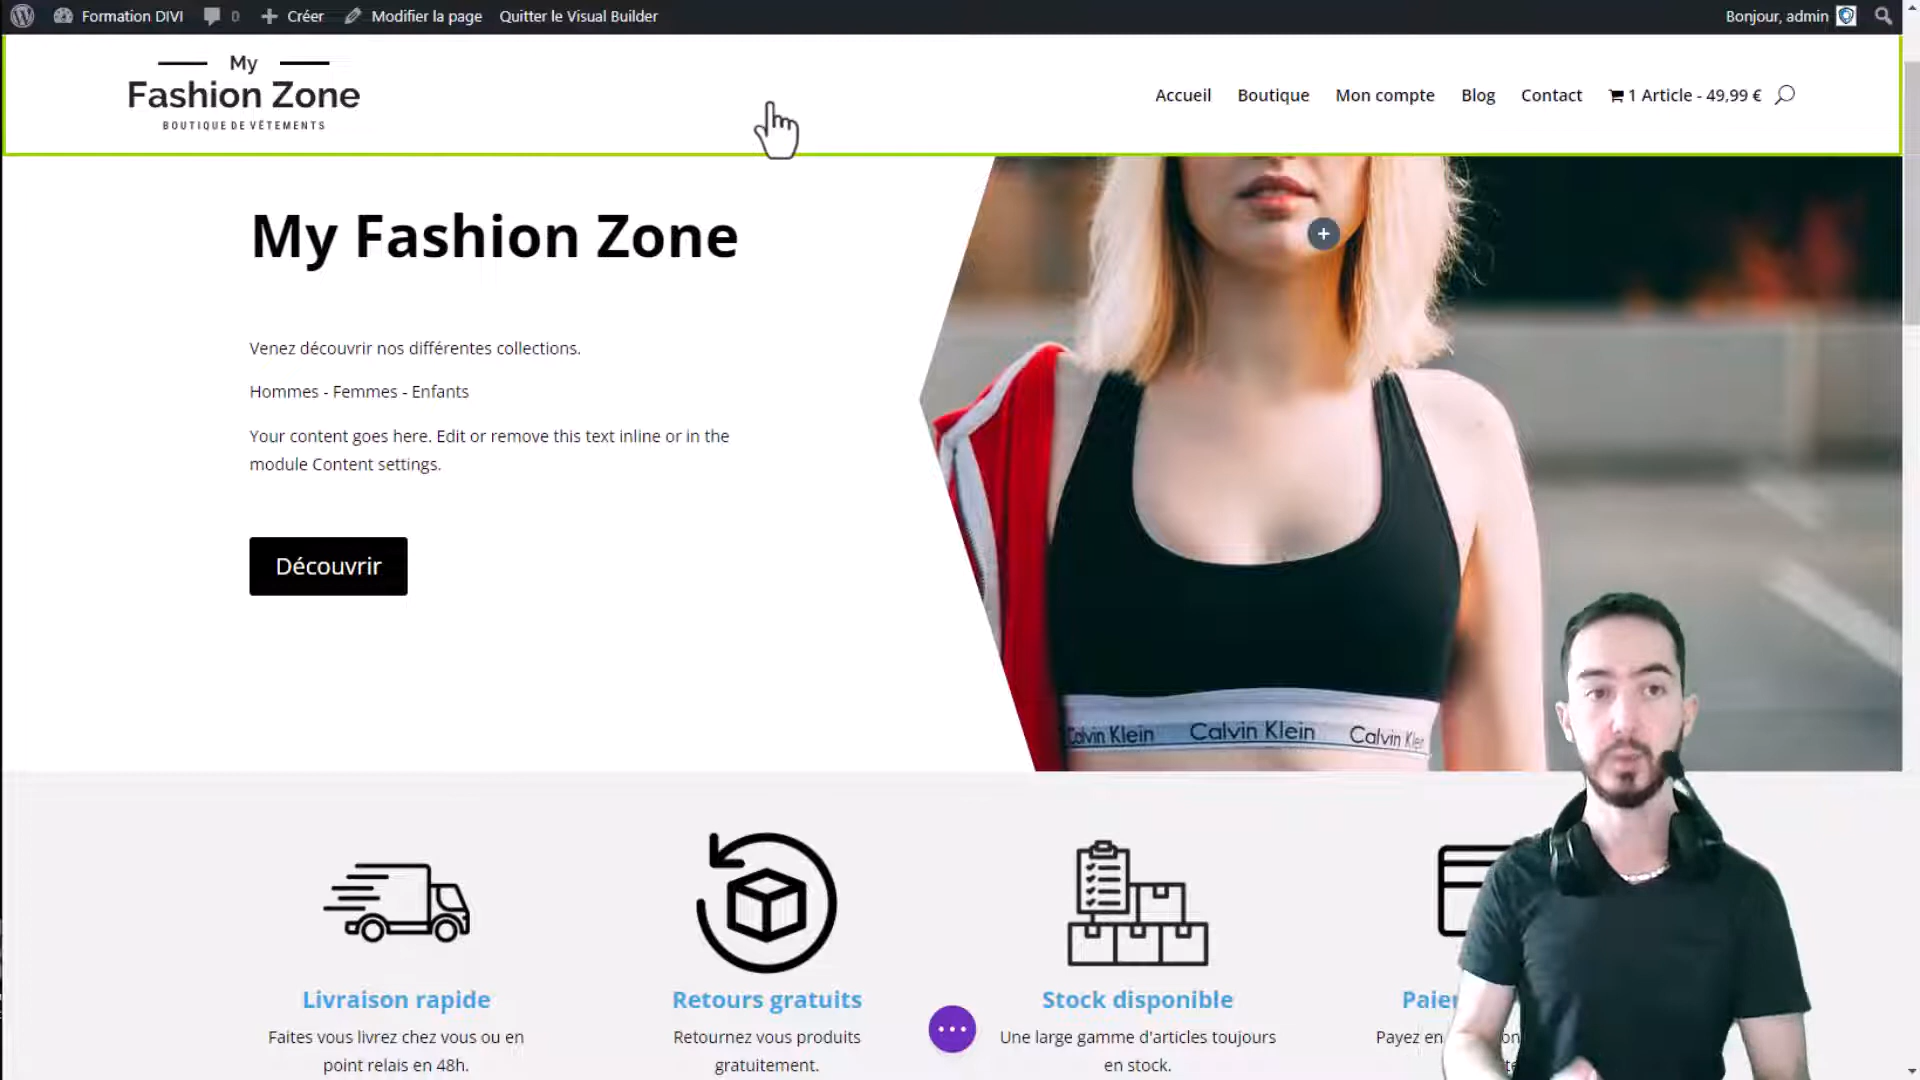 Formation DIVI 0 Créer Modifier la page Quitter le Visual Builder Bonjour, admin
My
Fashion Zone
BOUTIQUE DE VÊTEMENTS
Accueil Boutique Mon compte Blog Contact 1 Article - 49,99 €
My Fashion Zone
Venez découvrir nos différentes collections.
Hommes - Femmes - Enfants
Your content goes here. Edit or remove this text inline or in the
module Content settings.
Découvrir
Calvin Klein Calvin Klein Calvin
Livraison rapide
Faites vous livrez chez vous ou en
point relais en 48h.
Retours gratuits
Retournez vous produits
gratuitement.
Stock disponible
Une large gamme d'articles toujours
en stock.
Payez en